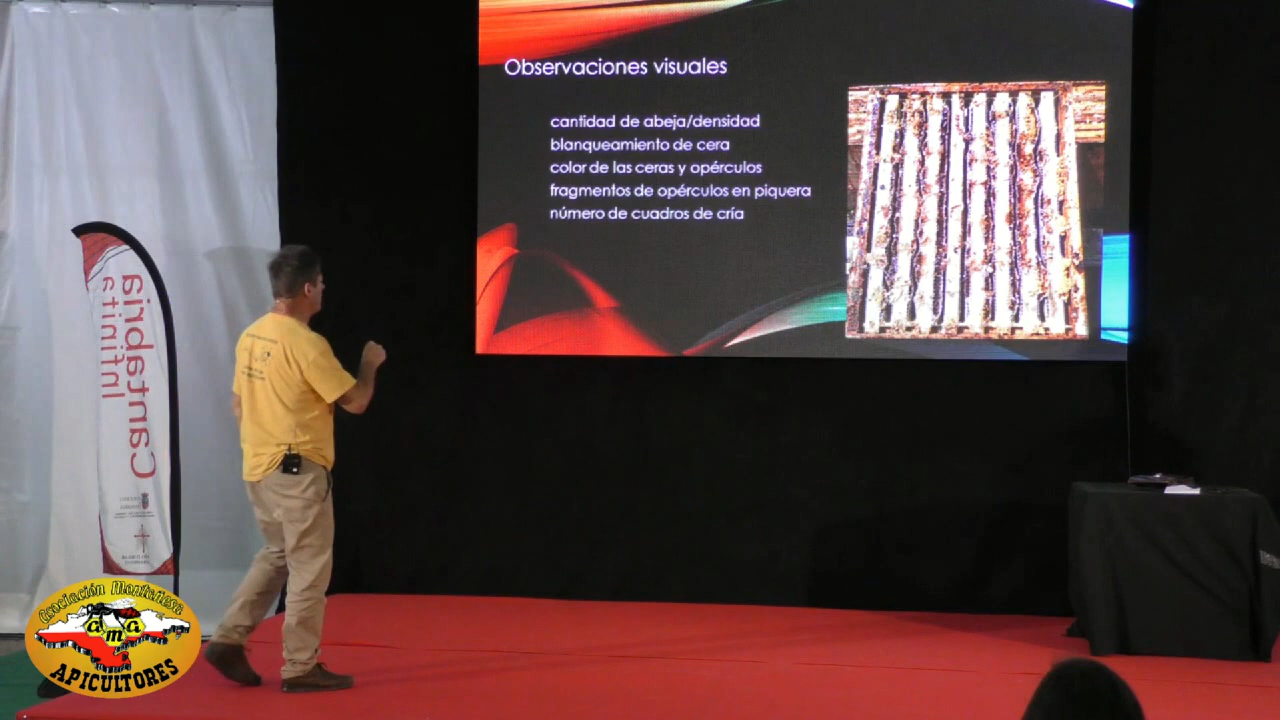 Observaciones visuales
cantidad de abeja/densidad
blanqueamiento de cera
color de las ceras y opérculos
fragmentos de opérculos en piquera
número de cuadros de cría
Cantabria
Infinita
Asociación Montañesa
ama
APICULTORES